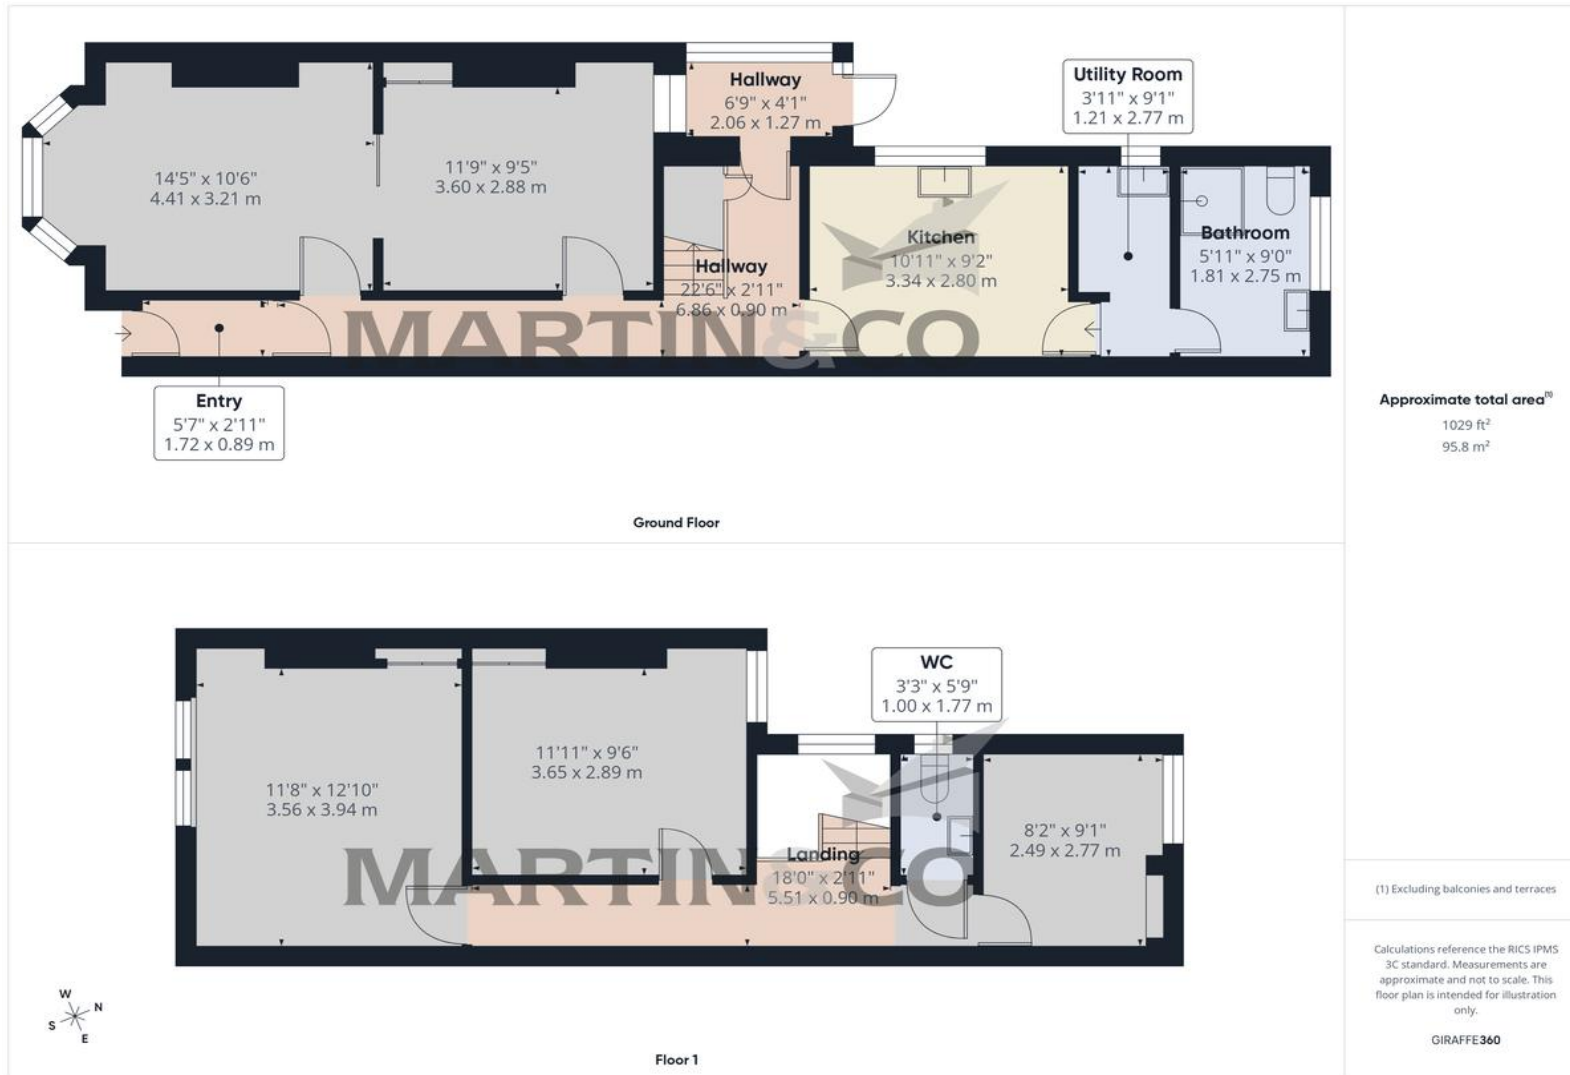 Hallway
6'9" x 4'1"
2.06 x 1.27 m
Utility Room
3'11" x 9'1"
1.21 x 2.77 m
14'5" x 10'6"
4.41 x 3.21 m
11'9" x 9'5"
3.60 x 2.88 m
Kitchen
10'11" x 9'2"
3.34 x 2.80 m
Bathroom
5'11" x 9'0"
1.81 x 2.75 m
Hallway
22'6" x 2'11"
6.86 x 0.90 m
MARTIN&CO
Entry
5'7" x 2'11"
1.72 x 0.89 m
Ground Floor
Approximate total area(1)
1029 ft²
95.8 m²
WC
3'3" x 5'9"
1.00 x 1.77 m
11'8" x 12'10"
3.56 x 3.94 m
11'11" x 9'6"
3.65 x 2.89 m
8'2" x 9'1"
2.49 x 2.77 m
Landing
18'0" x 2'11"
5.51 x 0.90 m
MARTIN&CO
W
N
S
E
Floor 1
(1) Excluding balconies and terraces
Calculations reference the RICS IPMS
3C standard. Measurements are
approximate and not to scale. This
floor plan is intended for illustration
only.
GIRAFFE360